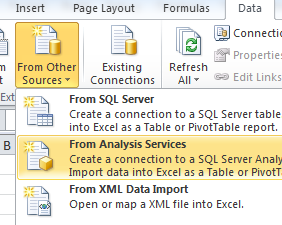 Insert Page Layout Formulas Data
From Other Sources
Existing Connections
Refresh All
Connectio
Properties
Edit Links
Ext
B
From SQL Server
Create a connection to a SQL Server table
into Excel as a Table or PivotTable report.
From Analysis Services
Create a connection to a SQL Server Analy
Import data into Excel as a Table or PivotTa
From XML Data Import
Open or map a XML file into Excel.